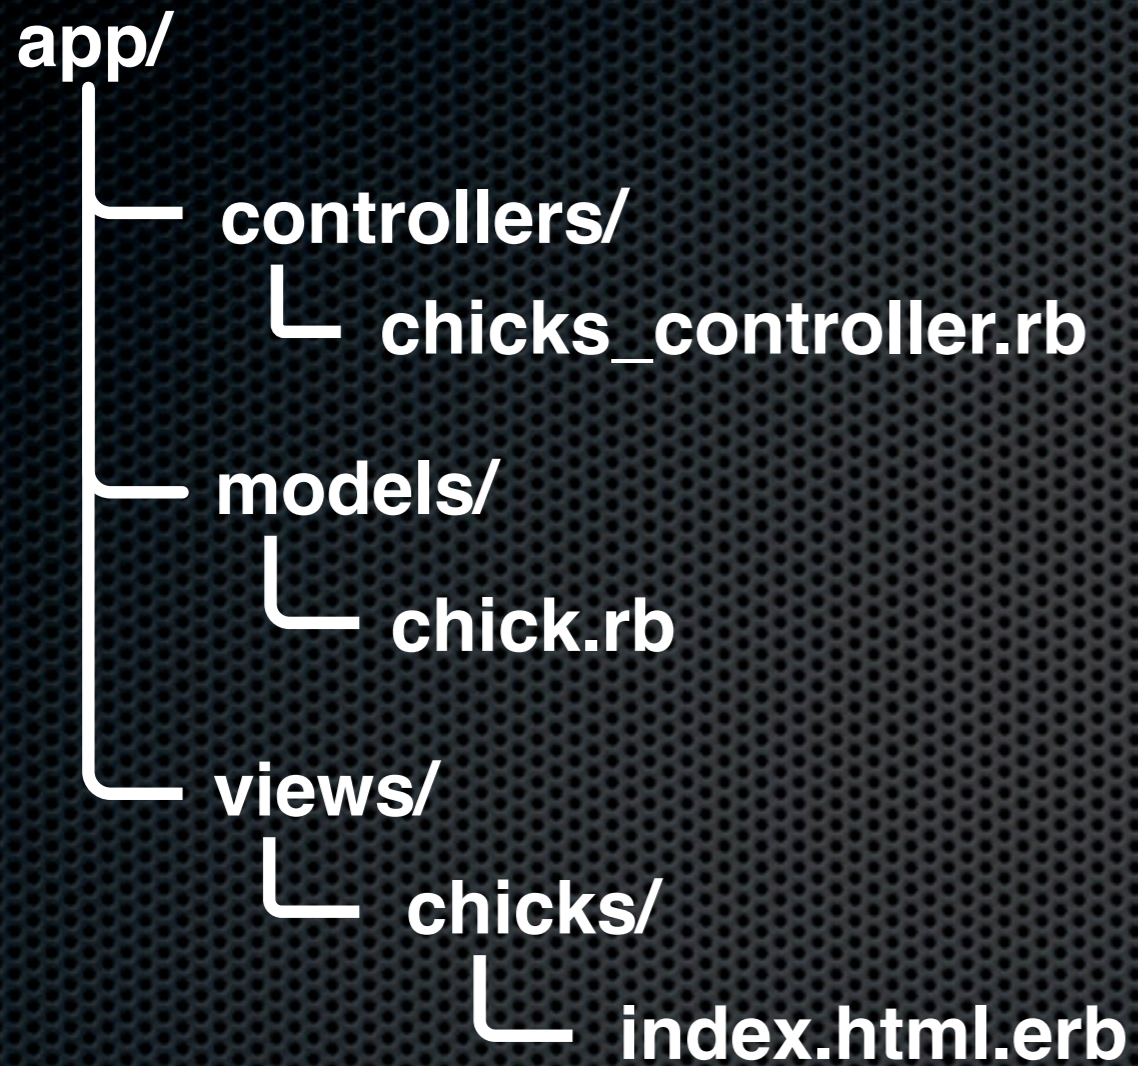 app/
controllers/
chicks_controller.rb
models/
chick.rb
views/
chicks/
index.html.erb